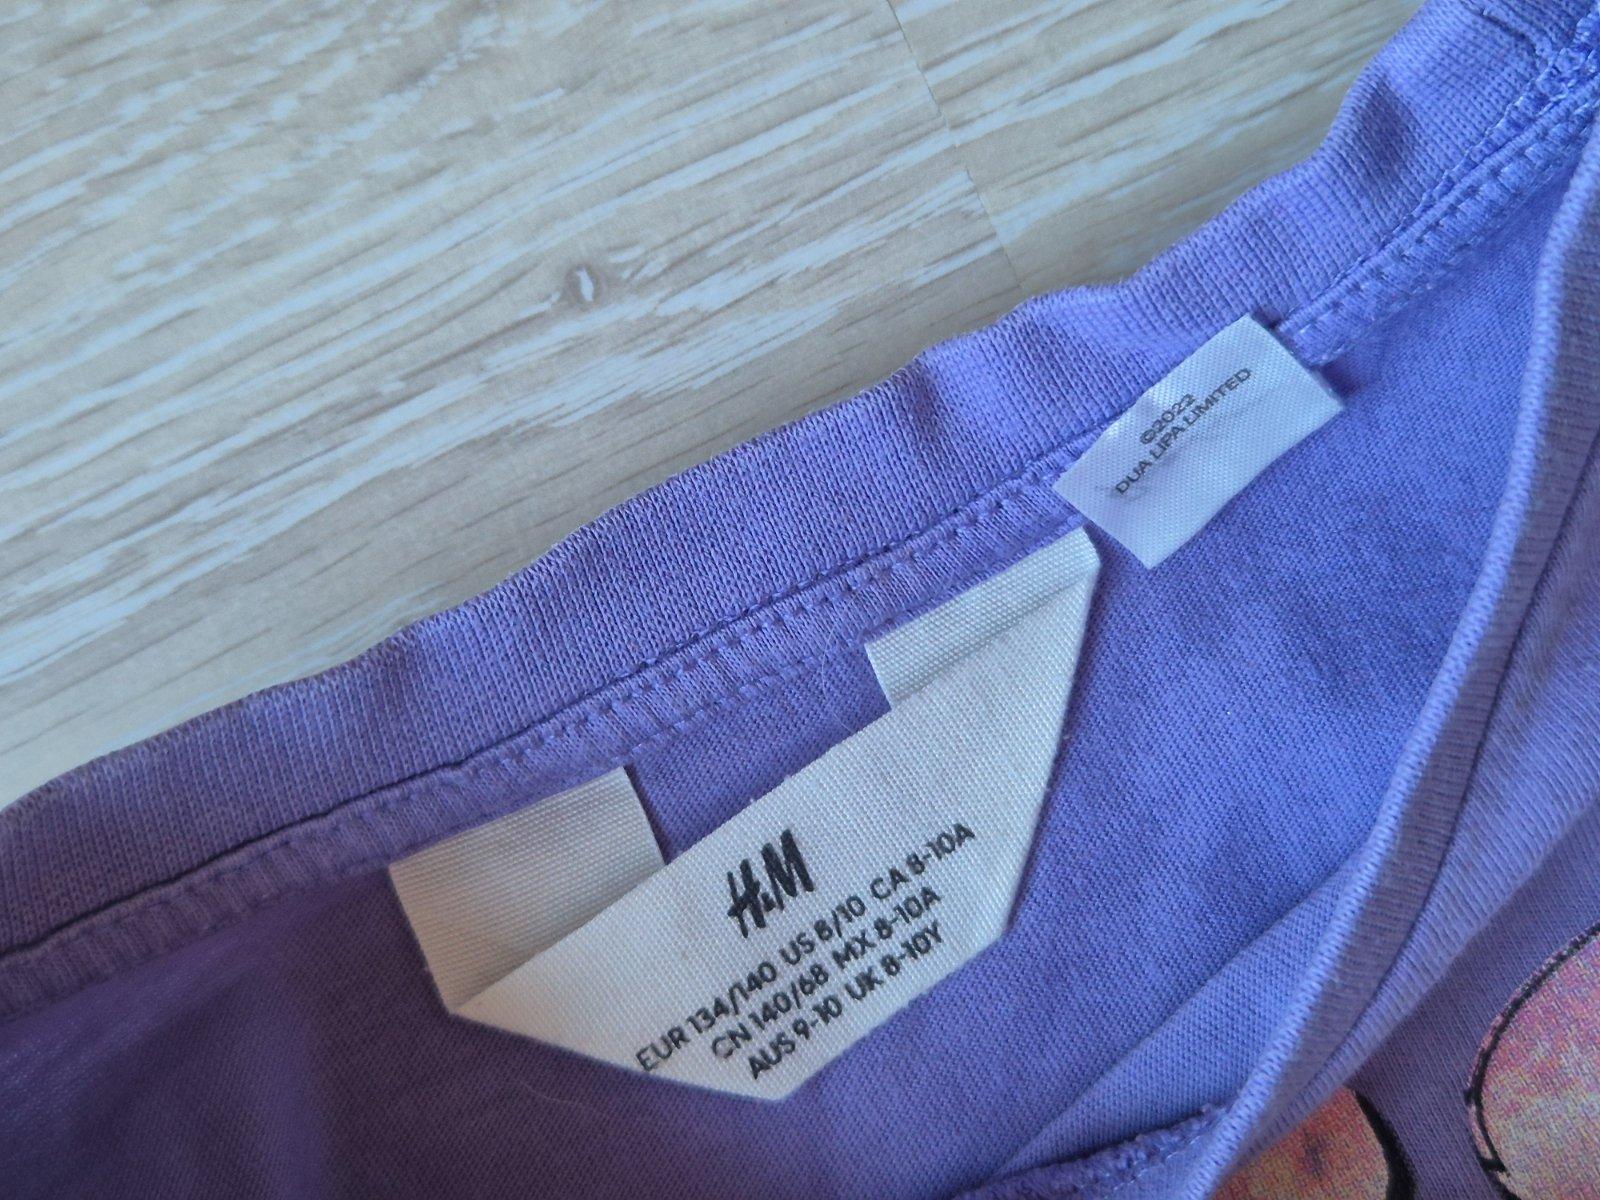 ©2022
DUA LIPA LIMITED
H&M
EUR 134/140 US 8/10 CA 8-10A
CN 140/68 MX 8-10A
AUS 9-10 UK 8-10Y